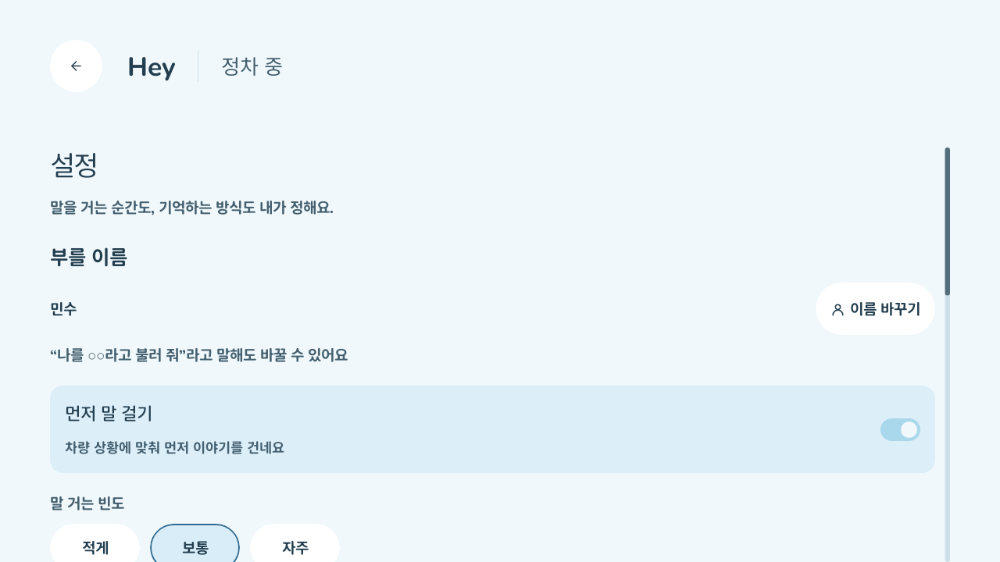 Hey
정차 중
설정
말을 거는 순간도, 기억하는 방식도 내가 정해요.
부를 이름
민수
이름 바꾸기
“나를 ○○라고 불러 줘”라고 말해도 바꿀 수 있어요
먼저 말 걸기
차량 상황에 맞춰 먼저 이야기를 건네요
말 거는 빈도
적게
보통
자주